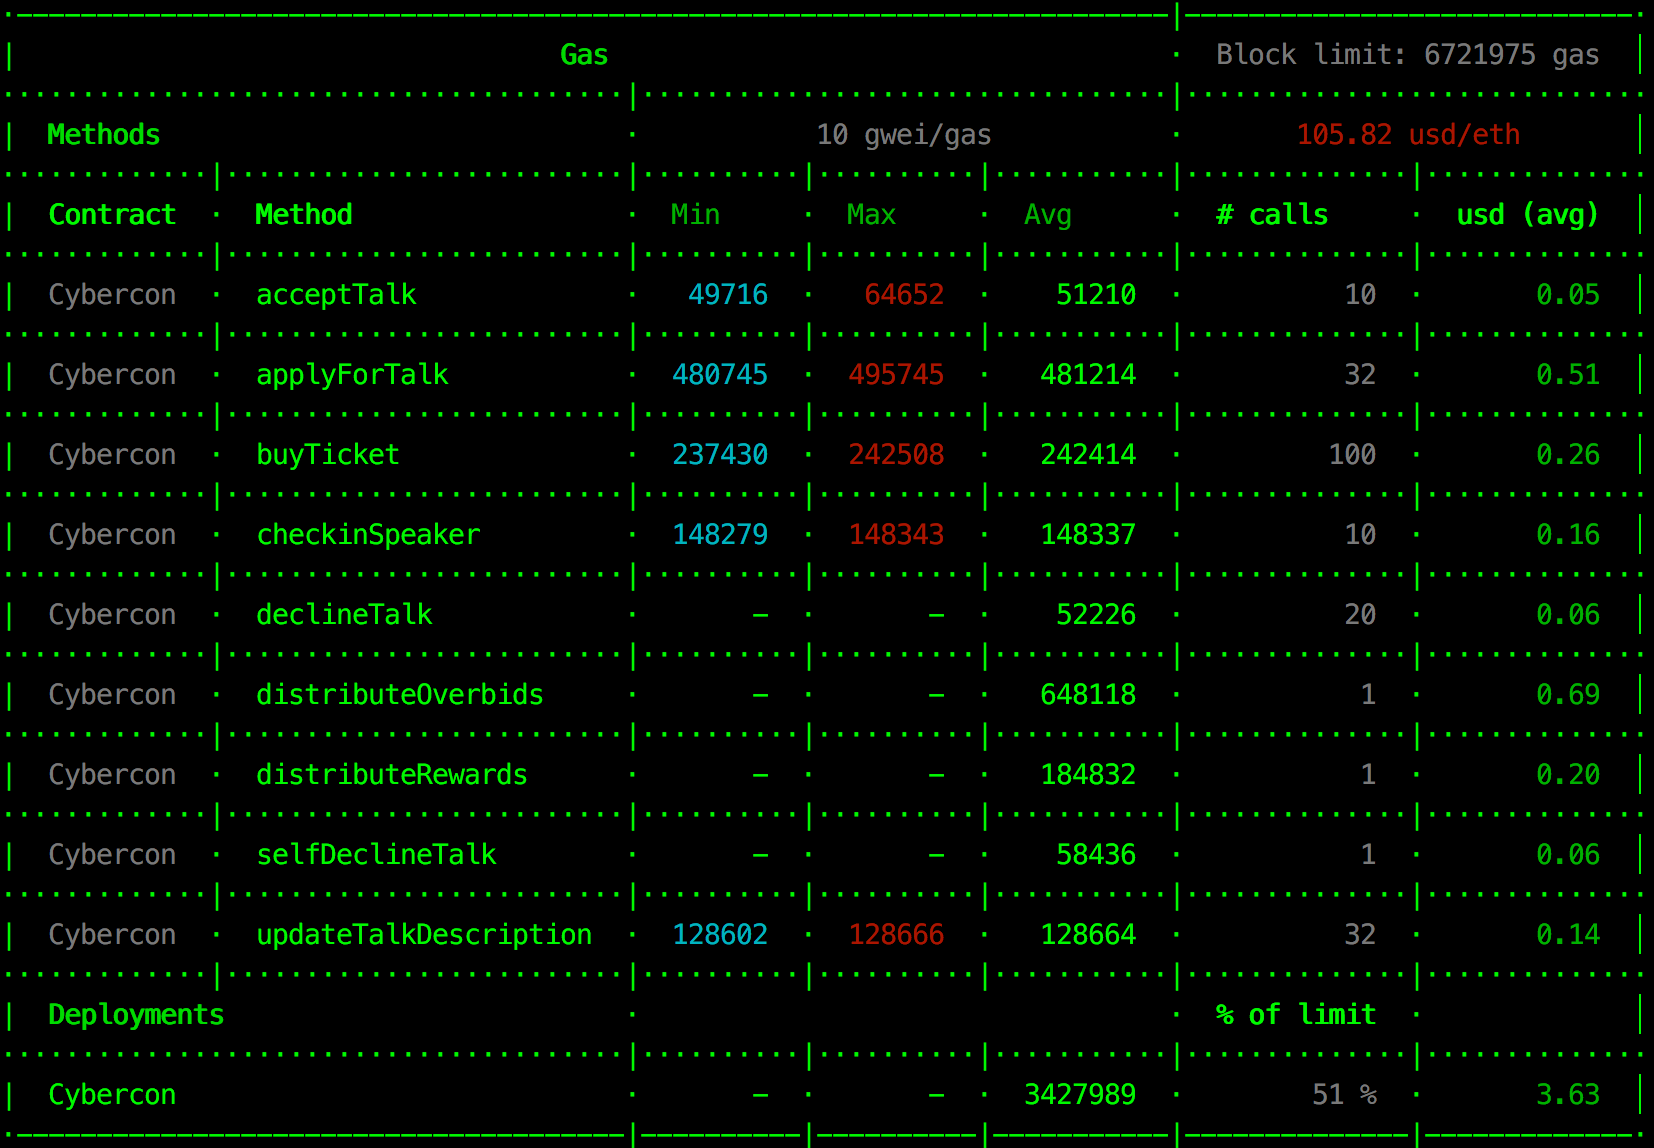 Gas Block limit: 6721975 gas
Methods 10 gwei/gas 105.82 usd/eth
Contract Method Min Max Avg # calls usd (avg)
Cybercon acceptTalk 49716 64652 51210 10 0.05
Cybercon applyForTalk 480745 495745 481214 32 0.51
Cybercon buyTicket 237430 242508 242414 100 0.26
Cybercon checkinSpeaker 148279 148343 148337 10 0.16
Cybercon declineTalk – – 52226 20 0.06
Cybercon distributeOverbids – – 648118 1 0.69
Cybercon distributeRewards – – 184832 1 0.20
Cybercon selfDeclineTalk – – 58436 1 0.06
Cybercon updateTalkDescription 128602 128666 128664 32 0.14
Deployments % of limit
Cybercon – – 3427989 51 % 3.63